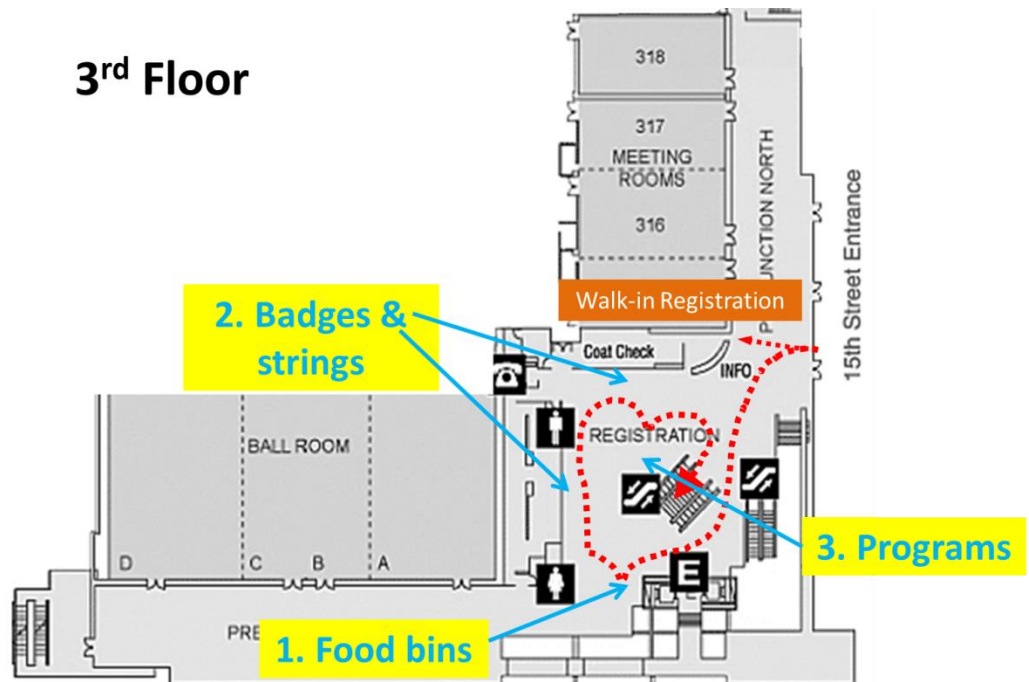 3rd Floor
318
317
MEETING
ROOMS
316
UNCTION NORTH
15th Street Entrance
Walk-in Registration
2. Badges &
strings
Coat Check
INFO
REGISTRATION
BALL ROOM
D
C
B
A
E
3. Programs
PRE
1. Food bins